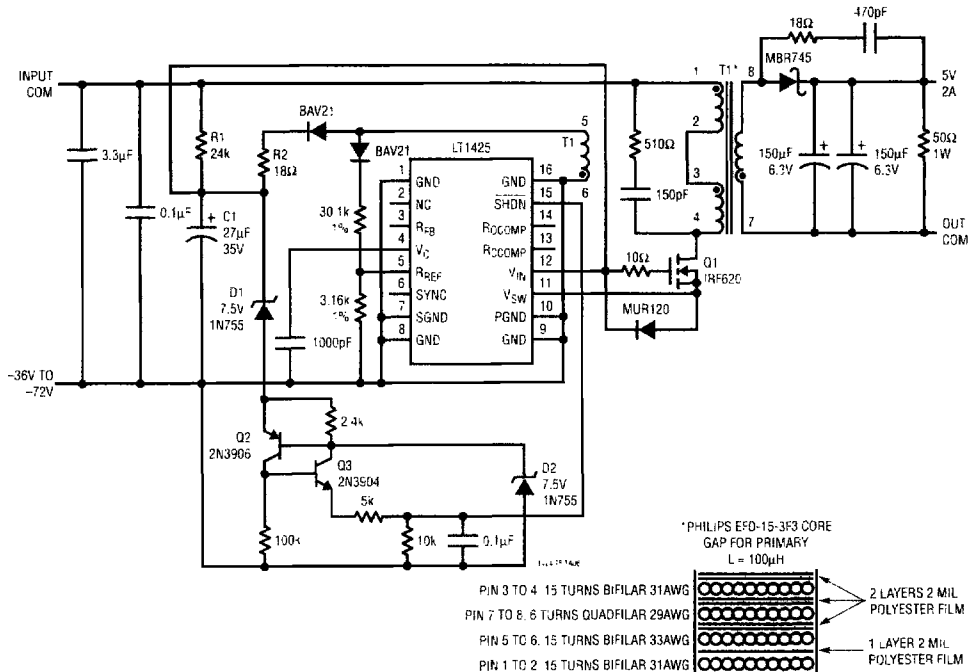 18Ω
470pF
MBR745
INPUT
COM
1
T1*
8
5V
2A
BAV21
R1
24k
R2
18Ω
BAV21
LT1425
T1
5
6
2
3
4
7
510Ω
150pF
150µF
6.3V
150µF
6.3V
50Ω
1W
OUT
COM
3.3µF
0.1µF
C1
27µF
35V
30.1k
1%
3.16k
1%
1000pF
1
GND
2
NC
3
4
5
RREF
6
SYNC
7
SGND
8
GND
16
GND
15
SHDN
14
13
12
VIN
11
VSW
10
PGND
9
GND
10Ω
Q1
IRF620
MUR120
D1
7.5V
1N755
–36V TO
–72V
Q2
2N3906
2.4k
Q3
2N3904
D2
7.5V
1N755
5k
100k
10k
0.1µF
*PHILIPS EFD-15-3F3 CORE
GAP FOR PRIMARY
L = 100µH
PIN 3 TO 4, 15 TURNS BIFILAR 31AWG
PIN 7 TO 8, 6 TURNS QUADFILAR 29AWG
PIN 5 TO 6, 15 TURNS BIFILAR 33AWG
PIN 1 TO 2, 15 TURNS BIFILAR 31AWG
2 LAYERS 2 MIL
POLYESTER FILM
1 LAYER 2 MIL
POLYESTER FILM